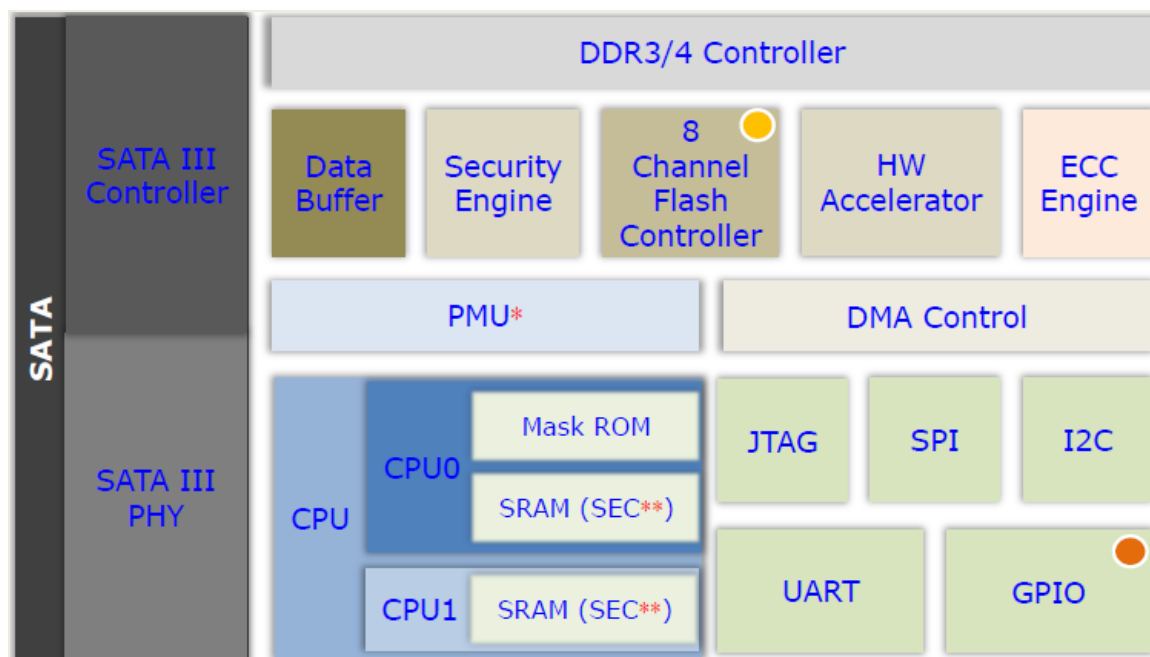 SATA
SATA III
Controller
SATA III
PHY
DDR3/4 Controller
Data
Buffer
Security
Engine
8
Channel
Flash
Controller
HW
Accelerator
ECC
Engine
PMU*
DMA Control
CPU
CPU0
Mask ROM
SRAM (SEC**)
CPU1
SRAM (SEC**)
JTAG
SPI
I2C
UART
GPIO